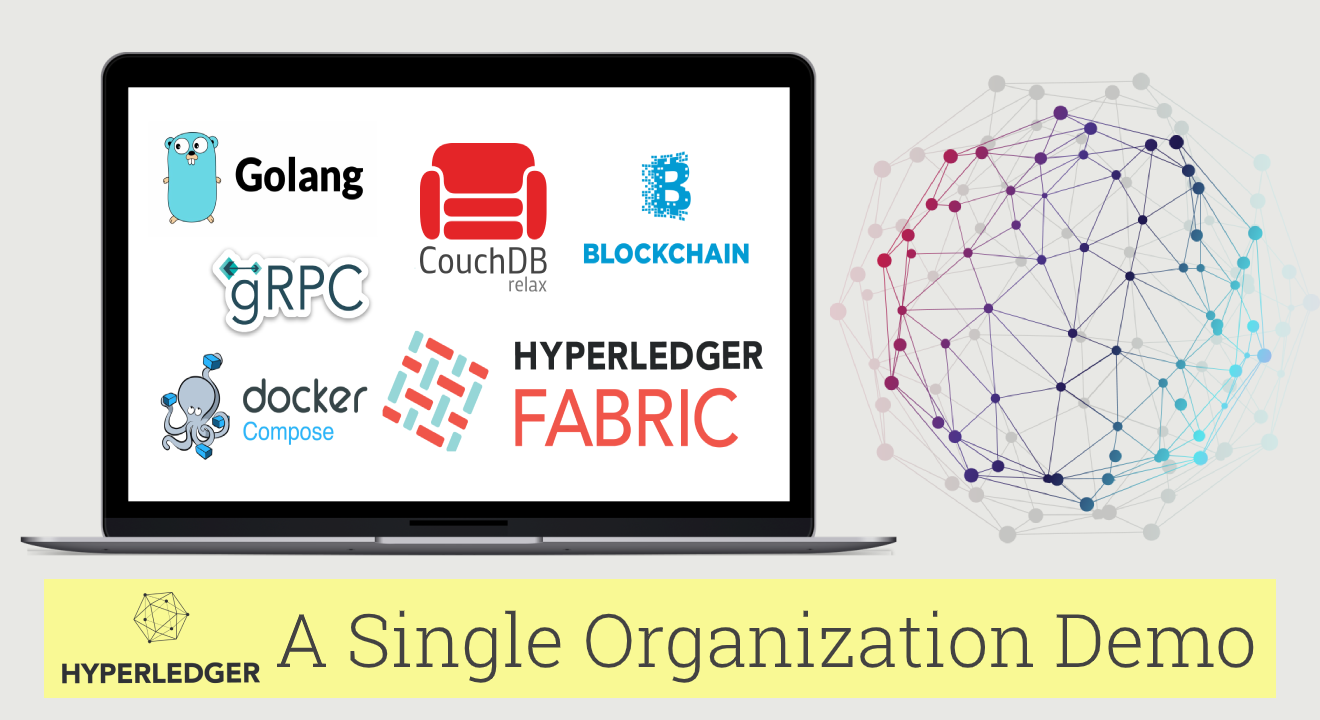 Golang
CouchDB
relax
BLOCKCHAIN
gRPC
docker
Compose
HYPERLEDGER
FABRIC
HYPERLEDGER
A Single Organization Demo